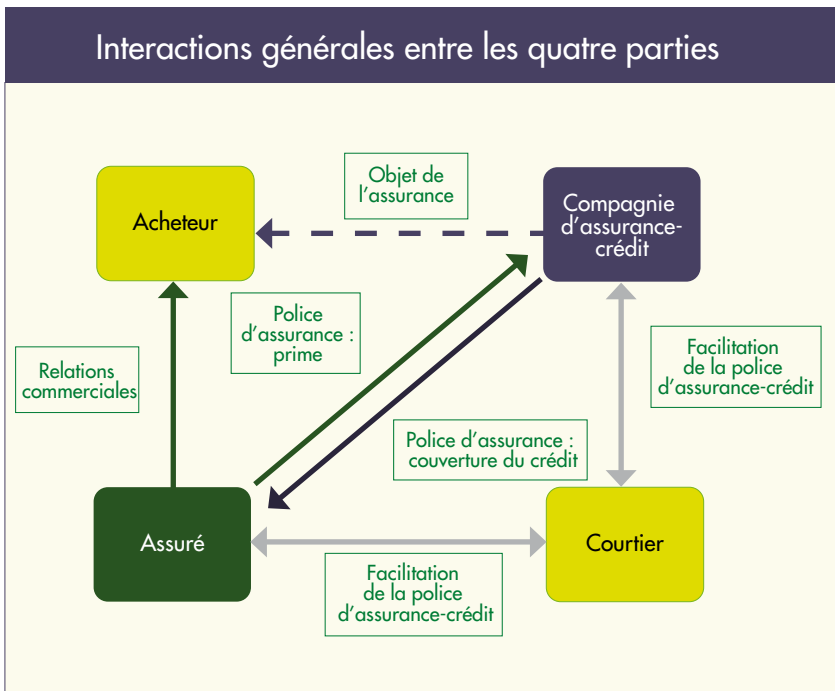 Interactions générales entre les quatre parties
Objet de
l'assurance
Acheteur
Compagnie
d'assurance-
crédit
Police
d'assurance :
prime
Relations
commerciales
Facilitation
de la police
d'assurance-crédit
Police d'assurance :
couverture du crédit
Assuré
Courtier
Facilitation
de la police
d'assurance-crédit